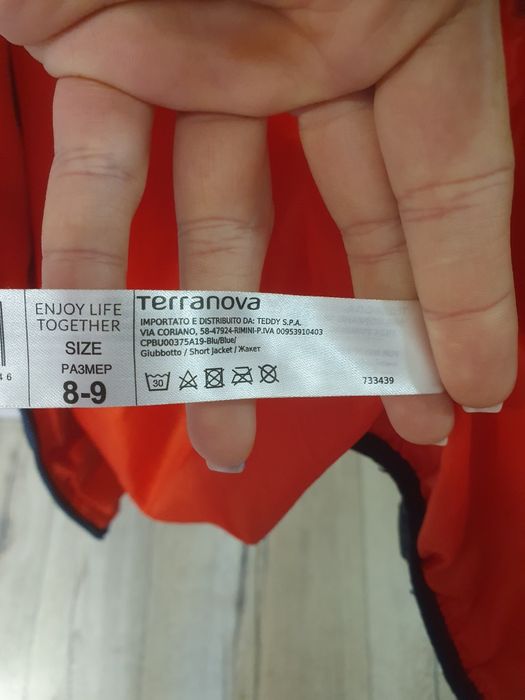 ENJOY LIFE
TOGETHER
SIZE
РАЗМЕР
8-9
Terranova
IMPORTATO E DISTRIBUITO DA: TEDDY S.P.A.
VIA CORIANO, 58-47924-RIMINI-P.IVA 00953910403
CPBU00375A19-Blu/Blue/
Giubbotto / Short Jacket / Жакет
30
733439
46